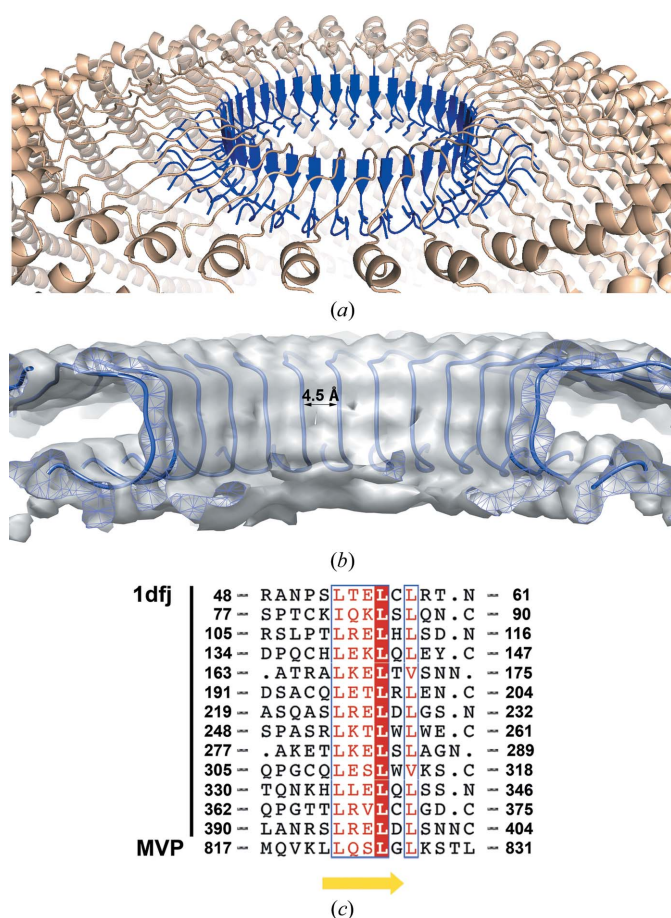 (a)
4.5 Å
(b)
1dfj 48 RANPSLTELCLRT.N 61
77 SPTCKIQKLSLQN.C 90
105 RSLPTLRELHLSD.N 116
134 DPQCHLEKLQLEY.C 147
163 .ATRALKELTVSNN. 175
191 DSACQLETLRLEN.C 204
219 ASQASLRELDLGS.N 232
248 SPASRLKTLWLWE.C 261
277 .AKETLKELSLAGN. 289
305 QPGCQLESLWVKS.C 318
330 TQNKHLLELQLSS.N 346
362 QPGTTLRVLCLGD.C 375
390 LANRSLRELDLSNNC 404
MVP 817 MQVKLLQSLGLKSTL 831
(c)